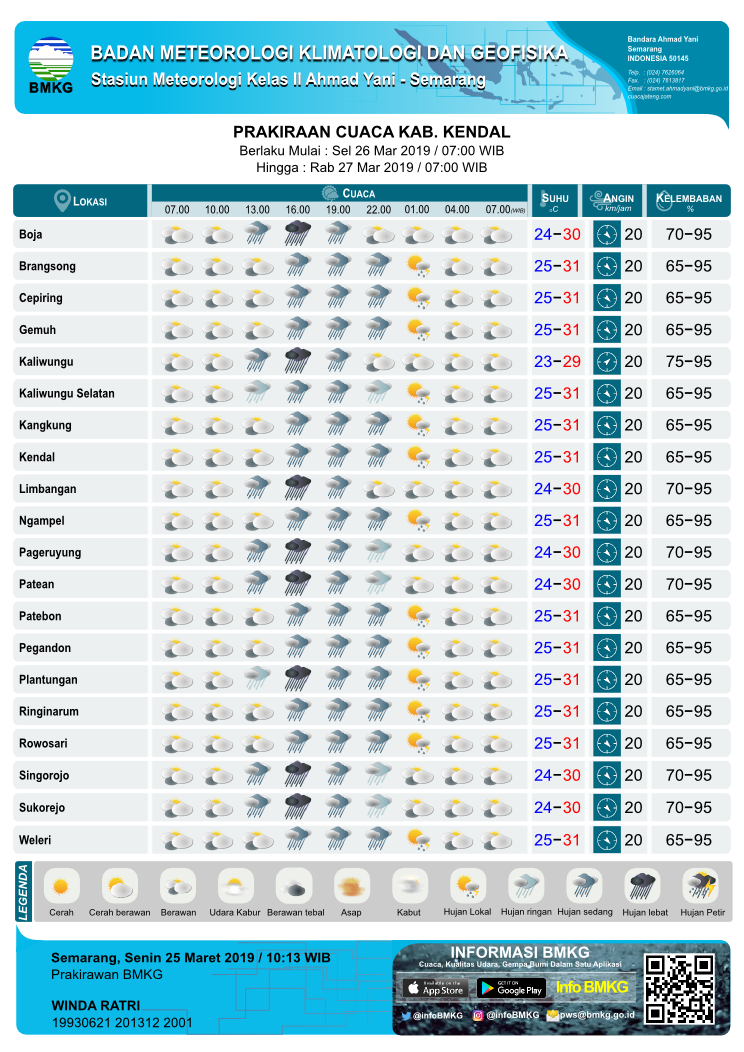 BMKG
BADAN METEOROLOGI KLIMATOLOGI DAN GEOFISIKA
Stasiun Meteorologi Kelas II Ahmad Yani - Semarang
Bandara Ahmad Yani
Semarang
INDONESIA 50145
Telp. : (024) 7628064
Fax. : (024) 7613817
Email : stamet.ahmadyani@bmkg.go.id
cuacajateng.com
PRAKIRAAN CUACA KAB. KENDAL
Berlaku Mulai : Sel 26 Mar 2019 / 07:00 WIB
Hingga : Rab 27 Mar 2019 / 07:00 WIB
LOKASI CUACA SUHU °C ANGIN km/jam KELEMBABAN %
07.00 10.00 13.00 16.00 19.00 22.00 01.00 04.00 07.00 (WIB)
Boja 24-30 20 70-95
Brangsong 25-31 20 65-95
Cepiring 25-31 20 65-95
Gemuh 25-31 20 65-95
Kaliwungu 23-29 20 75-95
Kaliwungu Selatan 25-31 20 65-95
Kangkung 25-31 20 65-95
Kendal 25-31 20 65-95
Limbangan 24-30 20 70-95
Ngampel 25-31 20 65-95
Pageruyung 24-30 20 70-95
Patean 24-30 20 70-95
Patebon 25-31 20 65-95
Pegandon 25-31 20 65-95
Plantungan 25-31 20 65-95
Ringinarum 25-31 20 65-95
Rowosari 25-31 20 65-95
Singorojo 24-30 20 70-95
Sukorejo 24-30 20 70-95
Weleri 25-31 20 65-95
LEGENDA
Cerah Cerah berawan Berawan Udara Kabur Berawan tebal Asap Kabut Hujan Lokal Hujan ringan Hujan sedang Hujan lebat Hujan Petir
Semarang, Senin 25 Maret 2019 / 10:13 WIB
Prakirawan BMKG
WINDA RATRI
19930621 201312 2001
INFORMASI BMKG
Cuaca, Kualitas Udara, Gempa Bumi Dalam Satu Aplikasi
Available on the App Store
GET IT ON Google Play
Info BMKG
@infoBMKG @infoBMKG pws@bmkg.go.id